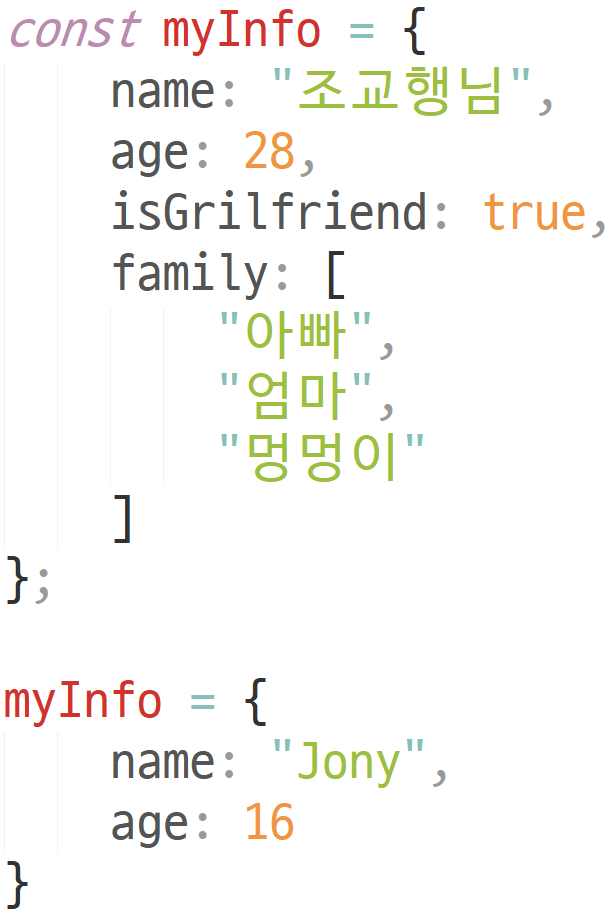 const myInfo = {
    name: "조교행님",
    age: 28,
    isGrilfriend: true,
    family: [
        "아빠",
        "엄마",
        "멍멍이"
    ]
};

myInfo = {
    name: "Jony",
    age: 16
}